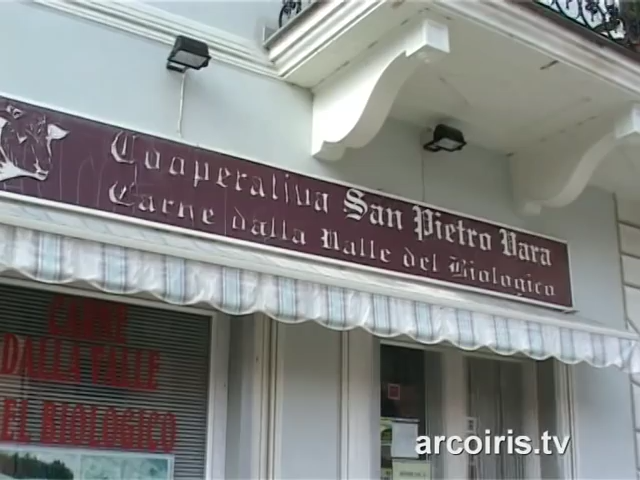 Cooperativa San Pietro Vara
Carne dalla Valle del Biologico
CARNE
DALLA VALLE
EL BIOLOGICO
arcoiris.tv